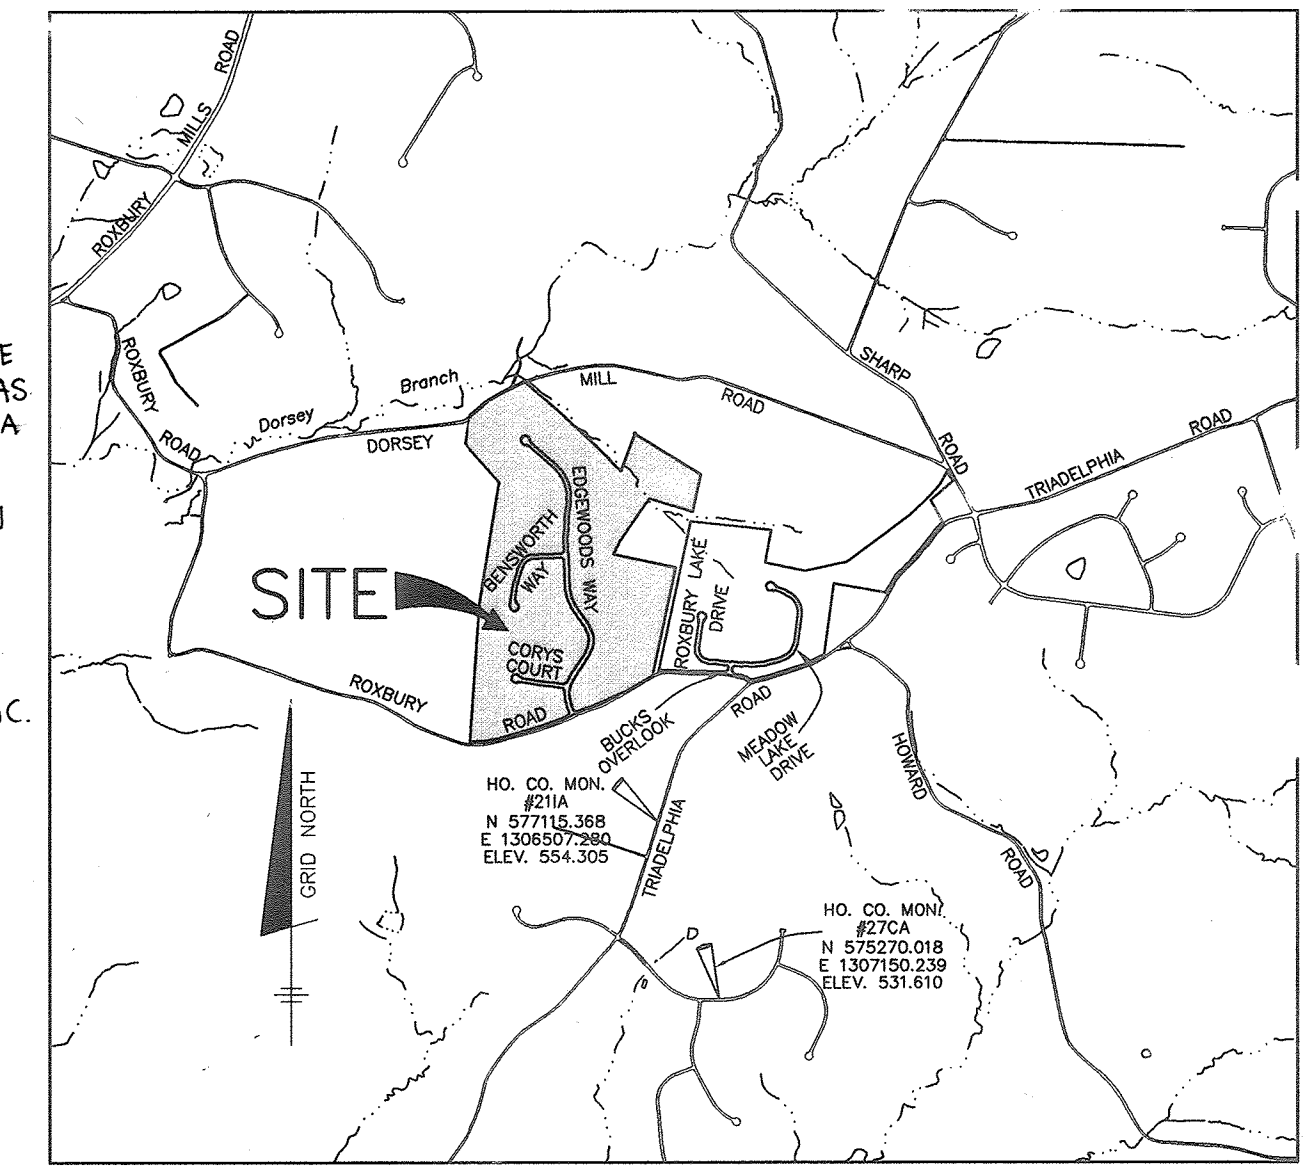 ROAD
MILLS
ROXBURY
E
AS
A
C.
ROXBURY
ROAD
Dorsey
Branch
DORSEY
MILL
ROAD
SHARP
ROAD
TRIADELPHIA
ROAD
EDGEWOODS WAY
BENSWORTH
WAY
SITE
CORYS
COURT
ROXBURY LAKE
DRIVE
ROXBURY
ROAD
BUCKS
OVERLOOK
ROAD
MEADOW
LAKE
DRIVE
HOWARD
ROAD
GRID NORTH
HO. CO. MON.
#21IA
N 577115.368
E 1306507.280
ELEV. 554.305
TRIADELPHIA
HO. CO. MON.
#27CA
N 575270.018
E 1307150.239
ELEV. 531.610